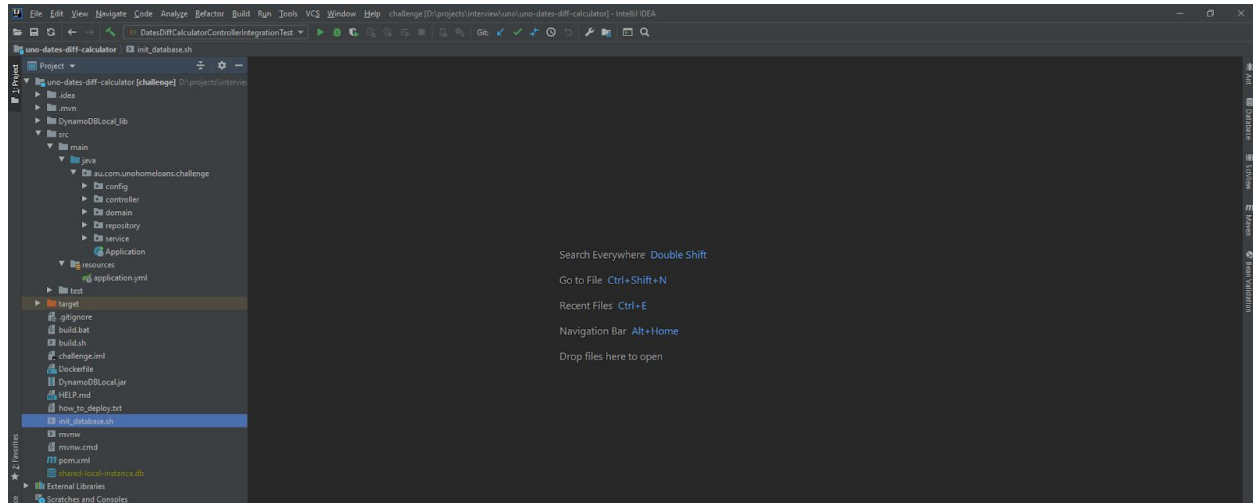 File Edit View Navigate Code Analyze Refactor Build Run Tools VCS Window Help challenge [D:\projects\interview\uno\uno-dates-diff-calculator] - IntelliJ IDEA
DatesDiffCalculatorControllerIntegrationTest Git:
uno-dates-diff-calculator init_database.sh
1: Project
Project
uno-dates-diff-calculator [challenge] D:\projects\intervie
.idea
.mvn
DynamoDBLocal_lib
src
main
java
au.com.unohomeloans.challenge
config
controller
domain
repository
service
Application
resources
application.yml
test
target
.gitignore
build.bat
build.sh
challenge.iml
Dockerfile
DynamoDBLocal.jar
HELP.md
how_to_deploy.txt
init_database.sh
mvnw
mvnw.cmd
pom.xml
shared-local-instance.db
External Libraries
Scratches and Consoles
2: Favorites
Search Everywhere Double Shift
Go to File Ctrl+Shift+N
Recent Files Ctrl+E
Navigation Bar Alt+Home
Drop files here to open
Ant
Database
SciView
Maven
Bean Validation